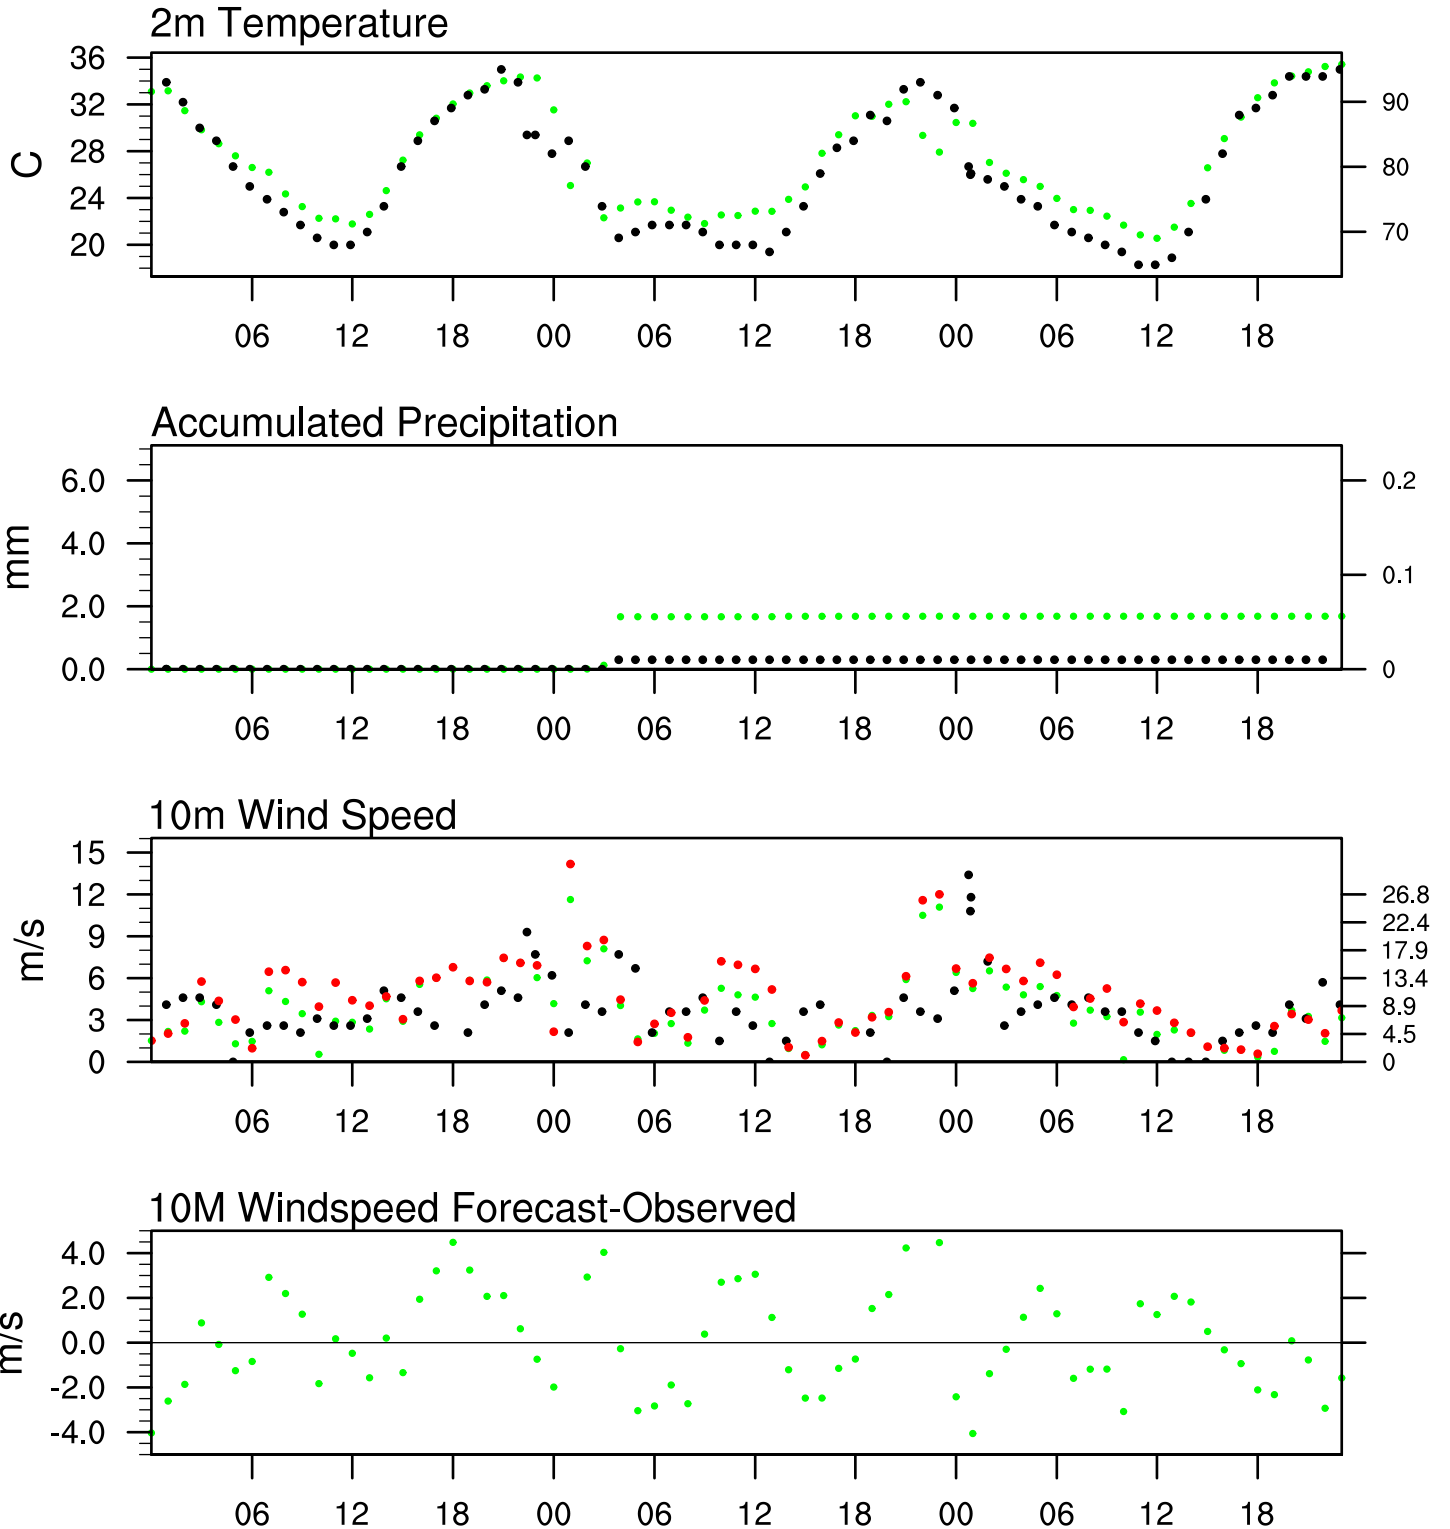 2m Temperature
36
32
28
24
20
C
90
80
70
06 12 18 00 06 12 18 00 06 12 18
Accumulated Precipitation
6.0
4.0
2.0
0.0
mm
0.2
0.1
0
06 12 18 00 06 12 18 00 06 12 18
10m Wind Speed
15
12
9
6
3
0
m/s
26.8
22.4
17.9
13.4
8.9
4.5
0
06 12 18 00 06 12 18 00 06 12 18
10M Windspeed Forecast-Observed
4.0
2.0
0.0
-2.0
-4.0
m/s
06 12 18 00 06 12 18 00 06 12 18